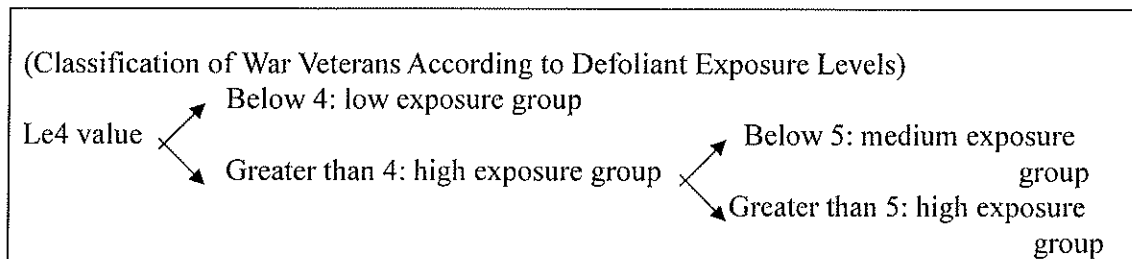 (Classification of War Veterans According to Defoliant Exposure Levels)
Below 4: low exposure group
Le4 value
Below 5: medium exposure
Greater than 4: high exposure group
group
Greater than 5: high exposure
group